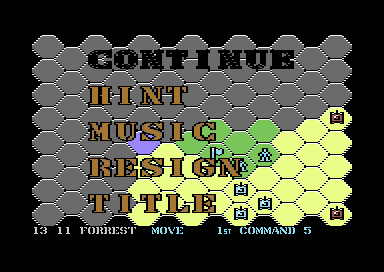 CONTINUE
HINT
MUSIC
RESIGN
TITLE
13 11 FORREST MOVE 1ST COMMAND 5